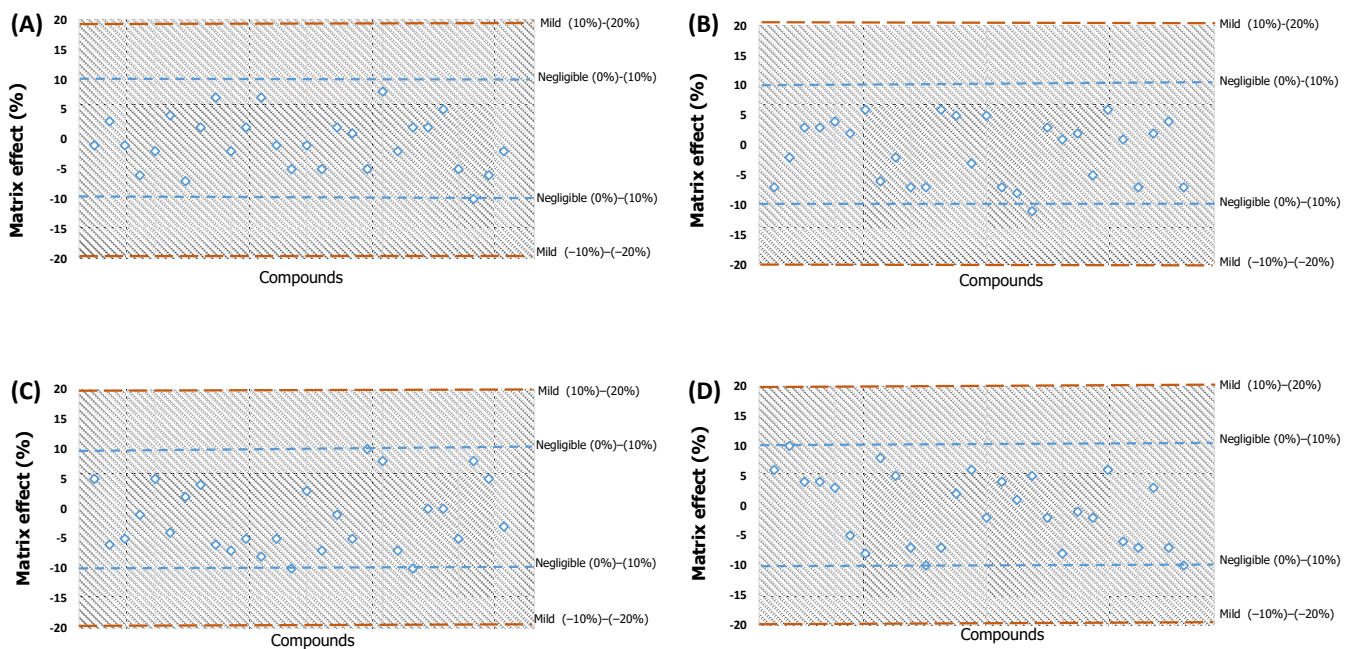 (A)
Matrix effect (%)
20
15
10
5
0
-5
-10
-15
-20
Mild (10%)–(20%)
Negligible (0%)-(10%)
Negligible (0%)–(10%)
Mild (−10%)–(−20%)
Compounds
(B)
Matrix effect (%)
20
15
10
5
0
-5
-10
-15
-20
Mild (10%)-(20%)
Negligible (0%)-(10%)
Negligible (0%)–(10%)
Mild (−10%)–(−20%)
Compounds
(C)
Matrix effect (%)
20
15
10
5
0
-5
-10
-15
-20
Mild (10%)–(20%)
Negligible (0%)–(10%)
Negligible (0%)–(10%)
Mild (−10%)–(−20%)
Compounds
(D)
Matrix effect (%)
20
15
10
5
0
-5
-10
-15
-20
Mild (10%)–(20%)
Negligible (0%)–(10%)
Negligible (0%)–(10%)
Mild (−10%)–(−20%)
Compounds